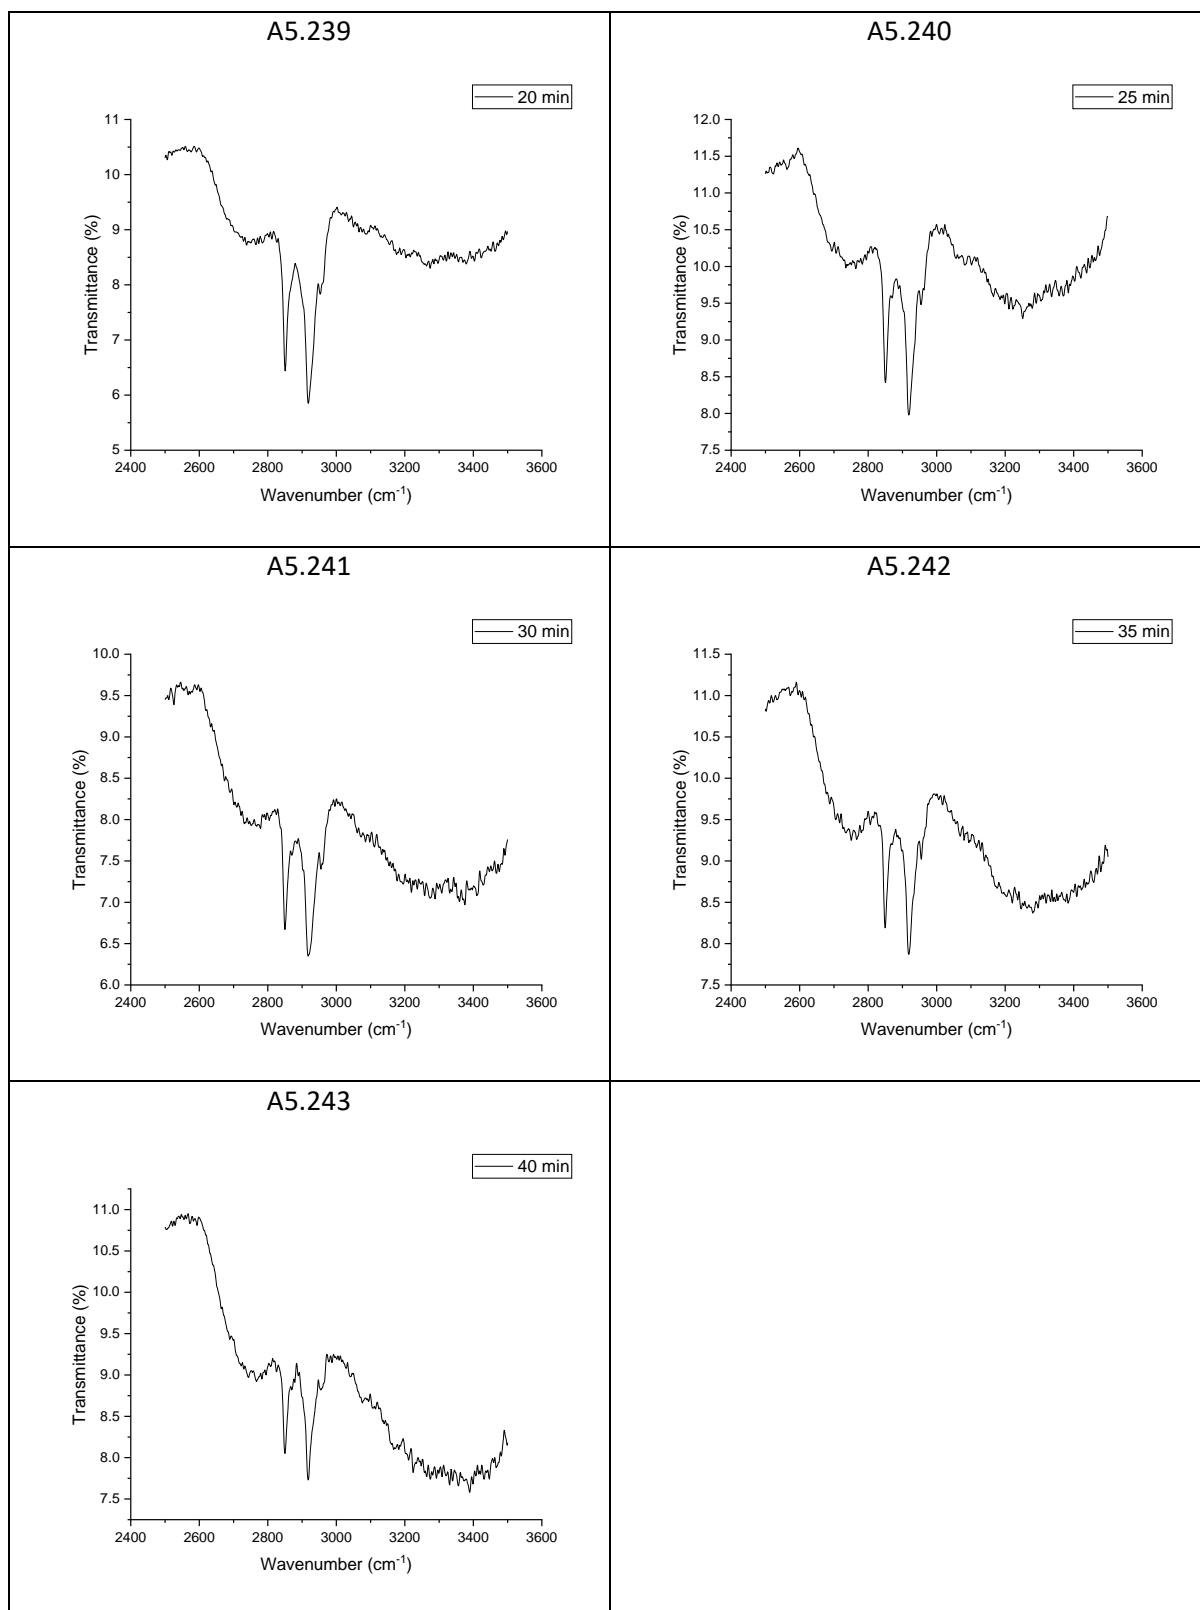 A5.239
20 min
11
10
9
8
7
6
5
Transmittance (%)
2400 2600 2800 3000 3200 3400 3600
Wavenumber (cm⁻¹)
A5.240
25 min
12.0
11.5
11.0
10.5
10.0
9.5
9.0
8.5
8.0
7.5
Transmittance (%)
2400 2600 2800 3000 3200 3400 3600
Wavenumber (cm⁻¹)
A5.241
30 min
10.0
9.5
9.0
8.5
8.0
7.5
7.0
6.5
6.0
Transmittance (%)
2400 2600 2800 3000 3200 3400 3600
Wavenumber (cm⁻¹)
A5.242
35 min
11.5
11.0
10.5
10.0
9.5
9.0
8.5
8.0
7.5
Transmittance (%)
2400 2600 2800 3000 3200 3400 3600
Wavenumber (cm⁻¹)
A5.243
40 min
11.0
10.5
10.0
9.5
9.0
8.5
8.0
7.5
Transmittance (%)
2400 2600 2800 3000 3200 3400 3600
Wavenumber (cm⁻¹)